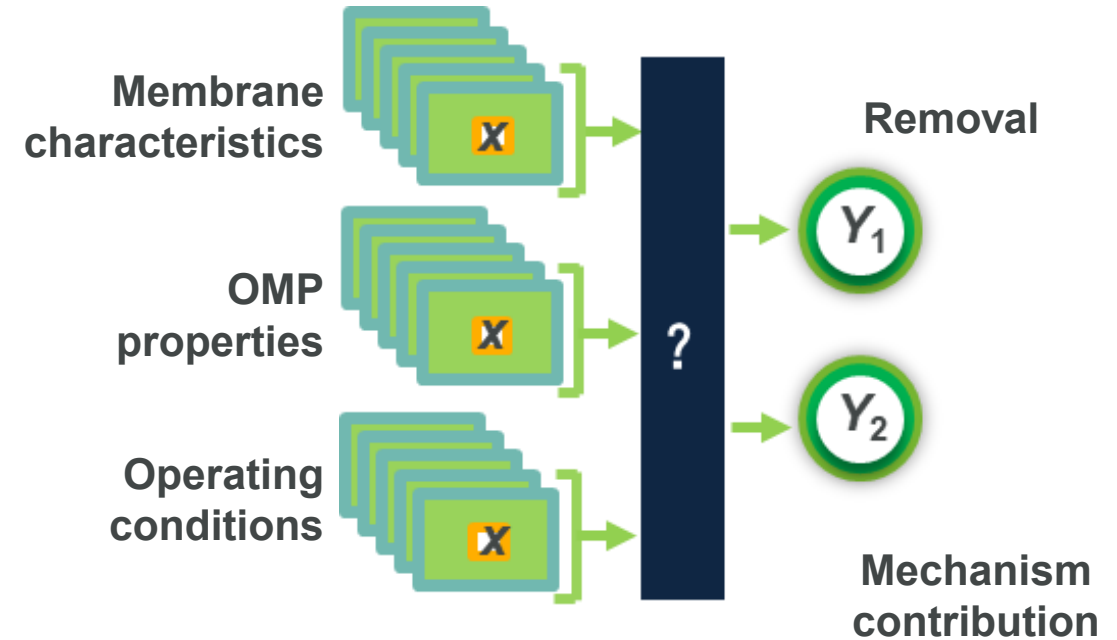 Membrane
characteristics
X
Removal
Y1
OMP
properties
X
?
Y2
Operating
conditions
X
Mechanism
contribution